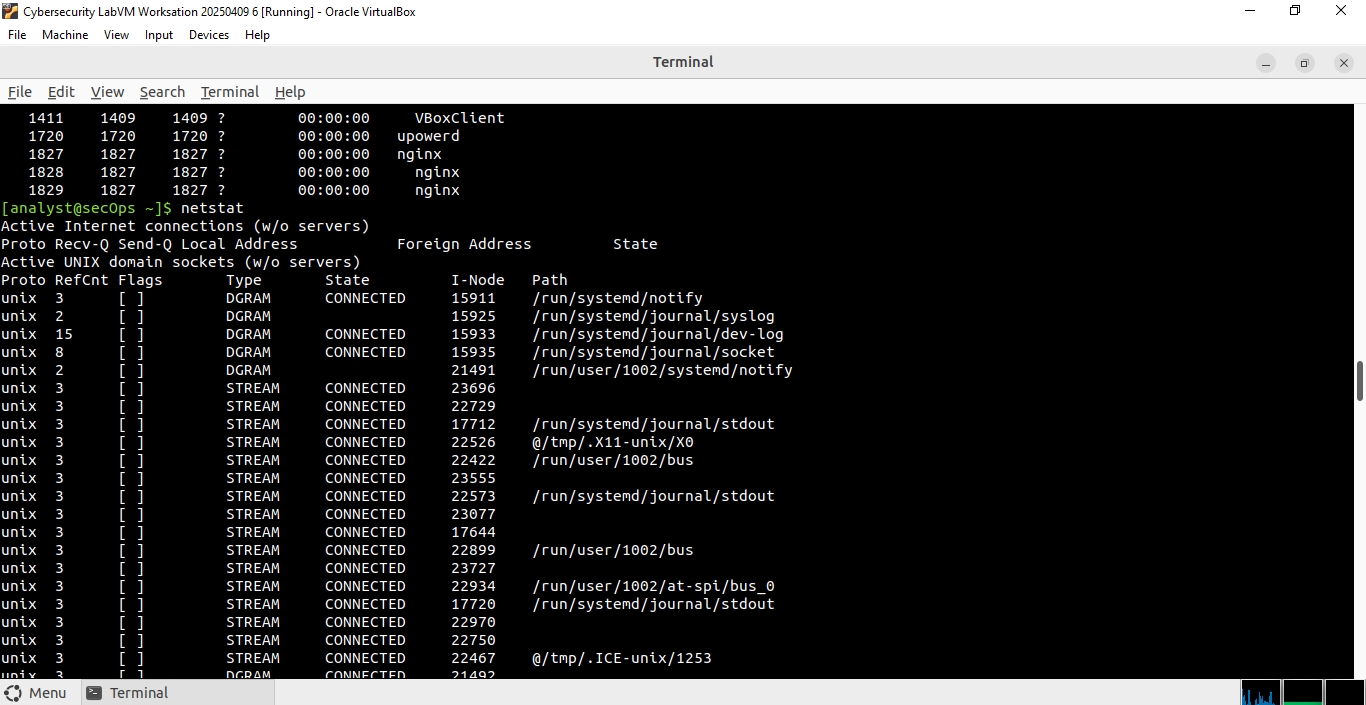 Cybersecurity LabVM Worksation 20250409 6 [Running] - Oracle VirtualBox
File Machine View Input Devices Help
Terminal
File Edit View Search Terminal Help
1411 1409 1409 ? 00:00:00 VBoxClient
1720 1720 1720 ? 00:00:00 upowerd
1827 1827 1827 ? 00:00:00 nginx
1828 1827 1827 ? 00:00:00 nginx
1829 1827 1827 ? 00:00:00 nginx
[analyst@secOps ~]$ netstat
Active Internet connections (w/o servers)
Proto Recv-Q Send-Q Local Address Foreign Address State
Active UNIX domain sockets (w/o servers)
Proto RefCnt Flags Type State I-Node Path
unix 3 [ ] DGRAM CONNECTED 15911 /run/systemd/notify
unix 2 [ ] DGRAM 15925 /run/systemd/journal/syslog
unix 15 [ ] DGRAM CONNECTED 15933 /run/systemd/journal/dev-log
unix 8 [ ] DGRAM CONNECTED 15935 /run/systemd/journal/socket
unix 2 [ ] DGRAM 21491 /run/user/1002/systemd/notify
unix 3 [ ] STREAM CONNECTED 23696
unix 3 [ ] STREAM CONNECTED 22729
unix 3 [ ] STREAM CONNECTED 17712 /run/systemd/journal/stdout
unix 3 [ ] STREAM CONNECTED 22526 @/tmp/.X11-unix/X0
unix 3 [ ] STREAM CONNECTED 22422 /run/user/1002/bus
unix 3 [ ] STREAM CONNECTED 23555
unix 3 [ ] STREAM CONNECTED 22573 /run/systemd/journal/stdout
unix 3 [ ] STREAM CONNECTED 23077
unix 3 [ ] STREAM CONNECTED 17644
unix 3 [ ] STREAM CONNECTED 22899 /run/user/1002/bus
unix 3 [ ] STREAM CONNECTED 23727
unix 3 [ ] STREAM CONNECTED 22934 /run/user/1002/at-spi/bus_0
unix 3 [ ] STREAM CONNECTED 17720 /run/systemd/journal/stdout
unix 3 [ ] STREAM CONNECTED 22970
unix 3 [ ] STREAM CONNECTED 22750
unix 3 [ ] STREAM CONNECTED 22467 @/tmp/.ICE-unix/1253
unix 3 [ ] DGRAM CONNECTED 21492
Menu Terminal